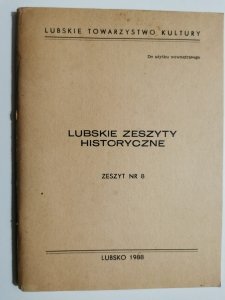 LUBSKIE TOWARZYSTWO KULTURY
Do użytku wewnętrznego
LUBSKIE ZESZYTY
HISTORYCZNE
ZESZYT NR 8
LUBSKO 1988